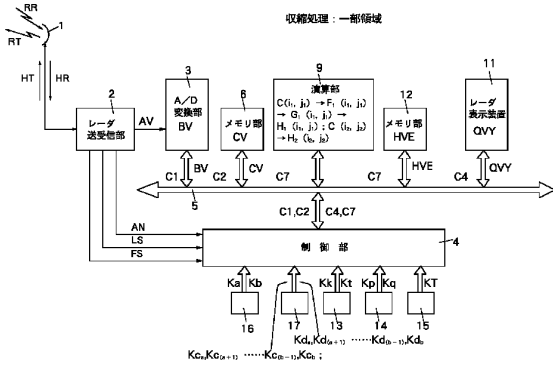 収縮処理：一部領域
RR
RT
1
HT
HR
2
レーダ
送受信部
AV
3
A／D
変換部
BV
6
メモリ部
CV
9
演算部
C(i₁, j₁) →F₁ (i₁, j₁)
→ G₁ (i₁, j₁) →
H₁ (i₁, j₁)；C (i₂, j₂)
→H₂ (i₂, j₂)
12
メモリ部
HVE
11
レーダ
表示装置
QVY
C1
BV
C2
CV
C7
C7
HVE
C4
QVY
5
C1,C2
C4,C7
AN
LS
FS
制御部
4
Ka
Kb
Kk
Kt
Kp
Kq
KT
16
17
13
14
15
Kdₐ,Kd₍ₐ₊₁₎ ……Kd₍b₋₁₎,Kd_b
Kcₐ,Kc₍ₐ₊₁₎ ……Kc₍b₋₁₎,Kc_b；